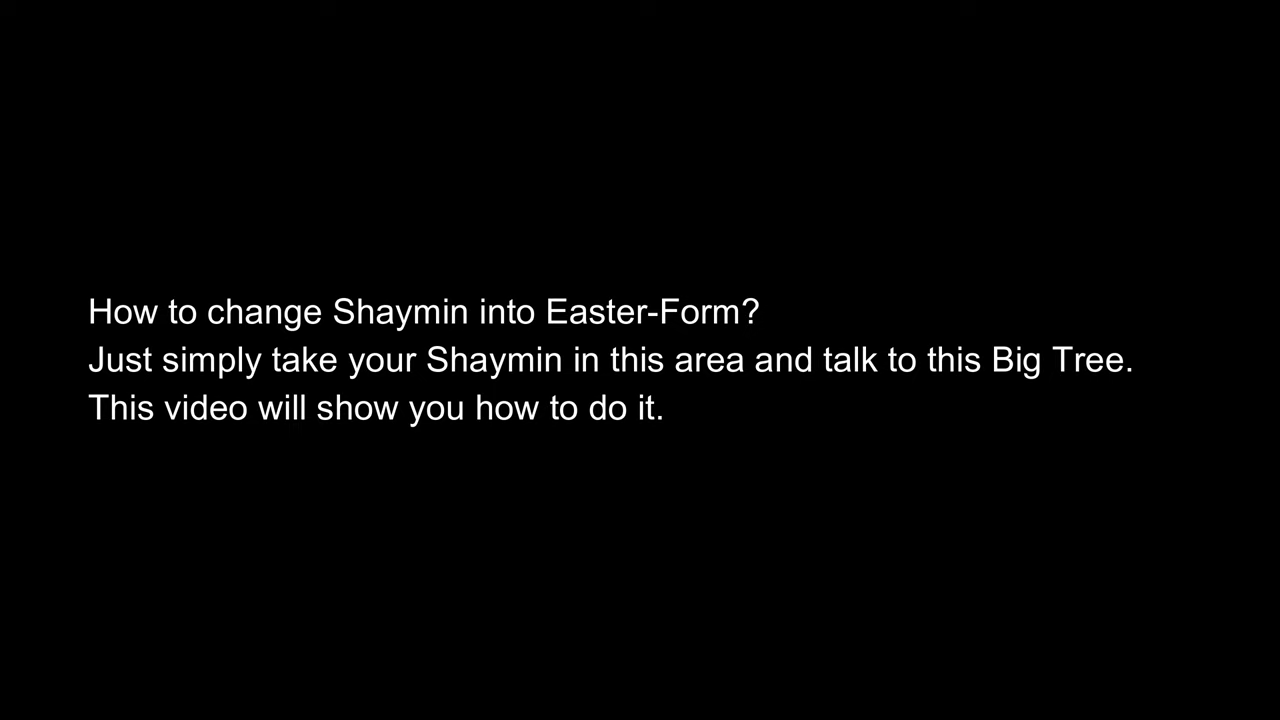 How to change Shaymin into Easter-Form?
Just simply take your Shaymin in this area and talk to this Big Tree.
This video will show you how to do it.